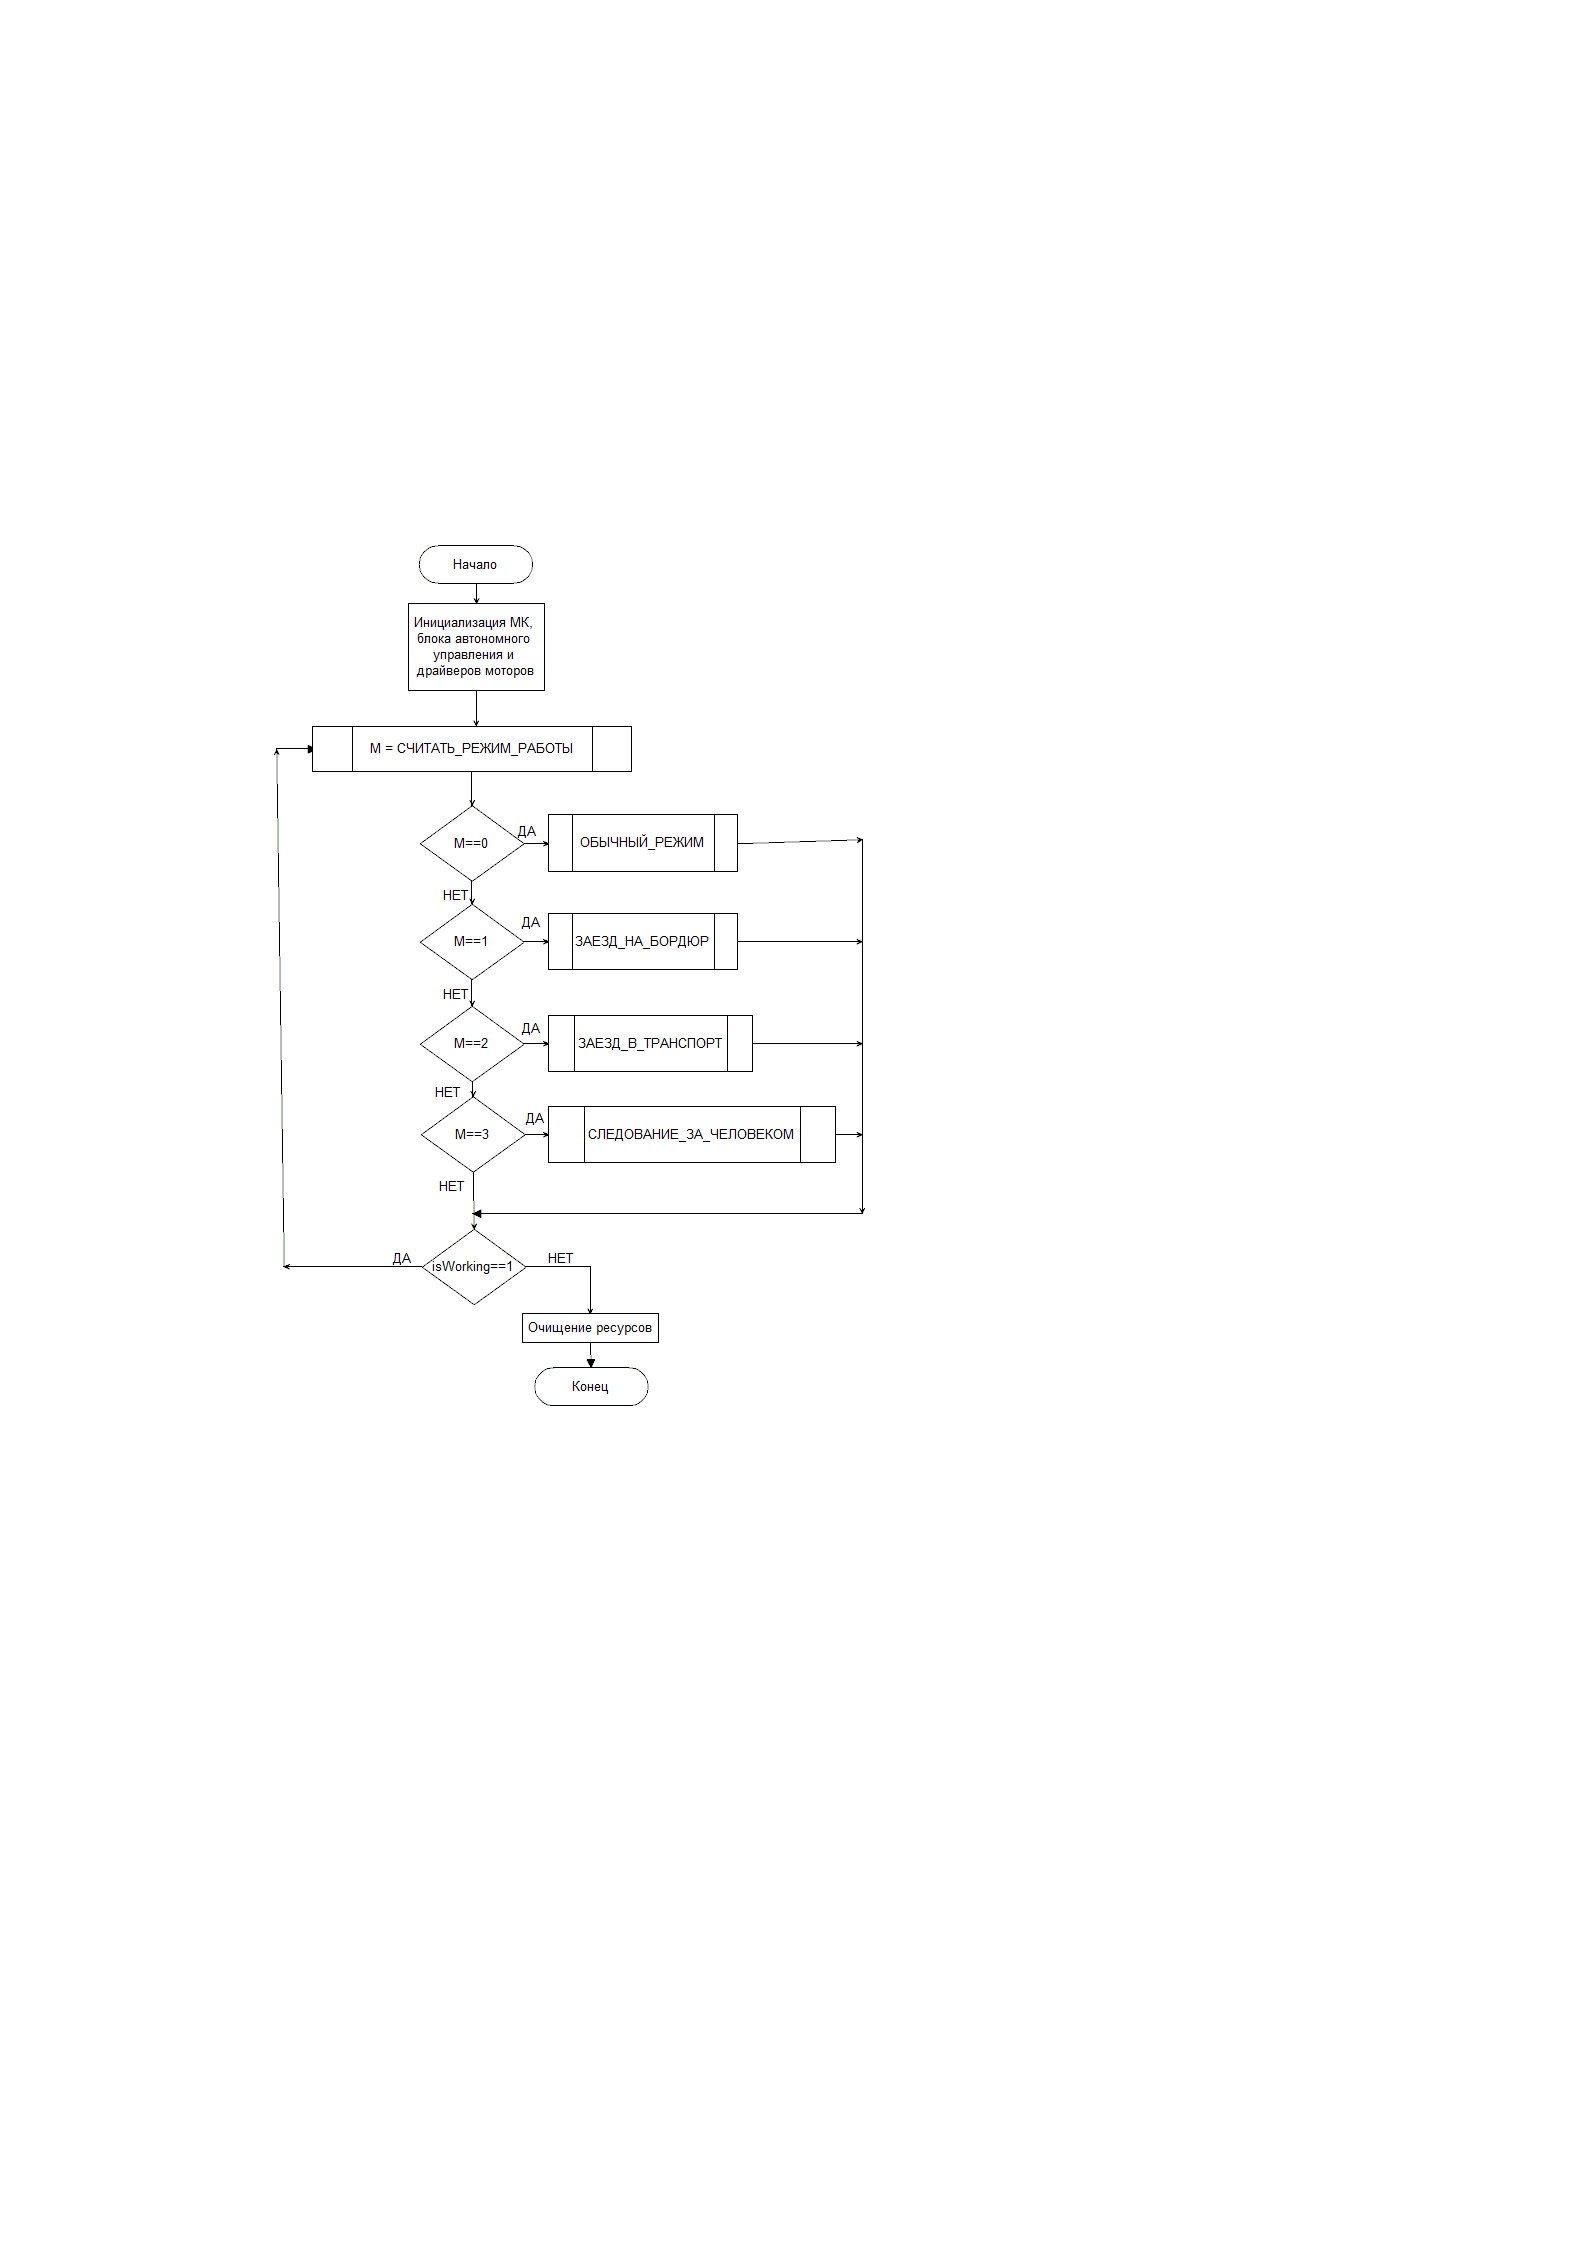 Начало
Инициализация МК,
блока автономного
управления и
драйверов моторов
М = СЧИТАТЬ_РЕЖИМ_РАБОТЫ
М==0
ДА
ОБЫЧНЫЙ_РЕЖИМ
НЕТ
М==1
ДА
ЗАЕЗД_НА_БОРДЮР
НЕТ
М==2
ДА
ЗАЕЗД_В_ТРАНСПОРТ
НЕТ
М==3
ДА
СЛЕДОВАНИЕ_ЗА_ЧЕЛОВЕКОМ
НЕТ
ДА
isWorking==1
НЕТ
Очищение ресурсов
Конец